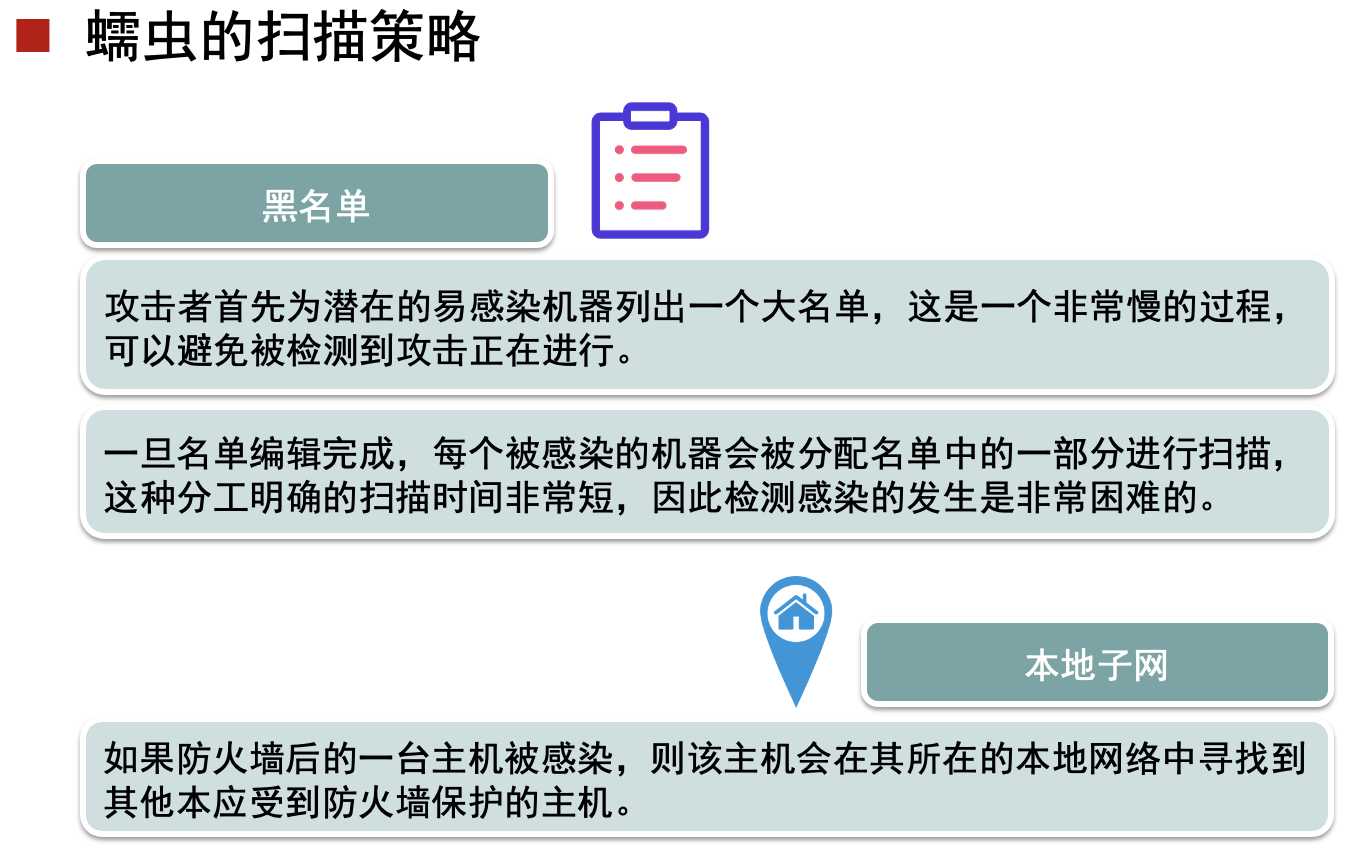 蠕虫的扫描策略
黑名单
攻击者首先为潜在的易感染机器列出一个大名单，这是一个非常慢的过程，
可以避免被检测到攻击正在进行。
一旦名单编辑完成，每个被感染的机器会被分配名单中的一部分进行扫描，
这种分工明确的扫描时间非常短，因此检测感染的发生是非常困难的。
本地子网
如果防火墙后的一台主机被感染，则该主机会在其所在的本地网络中寻找到
其他本应受到防火墙保护的主机。